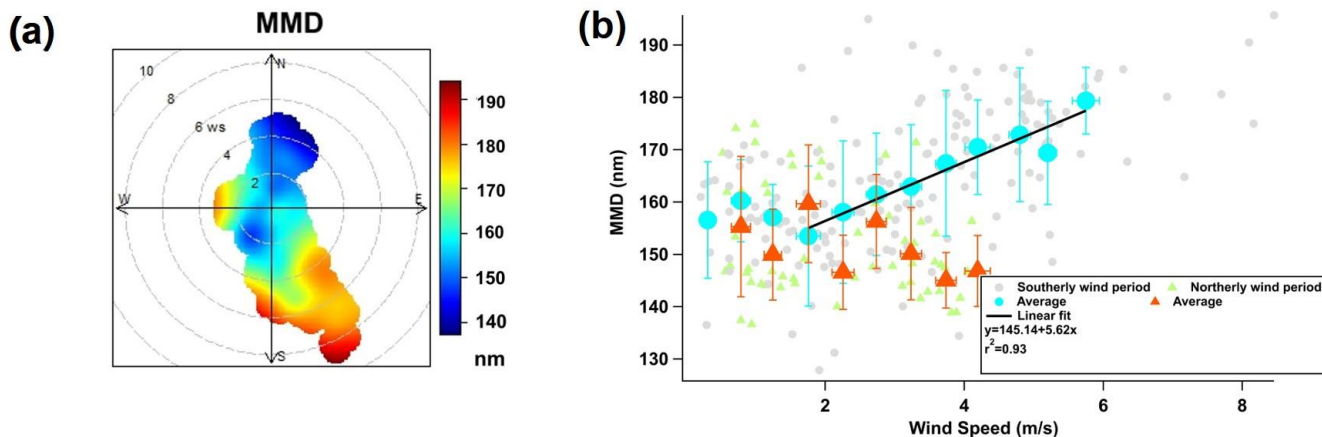 (a)
MMD
10
8
6 ws
4
2
N
W
E
S
190
180
170
160
150
140
nm
(b)
MMD (nm)
190
180
170
160
150
140
130
2
4
6
8
Wind Speed (m/s)
Southerly wind period
Northerly wind period
Average
Average
Linear fit
y=145.14+5.62x
r²=0.93